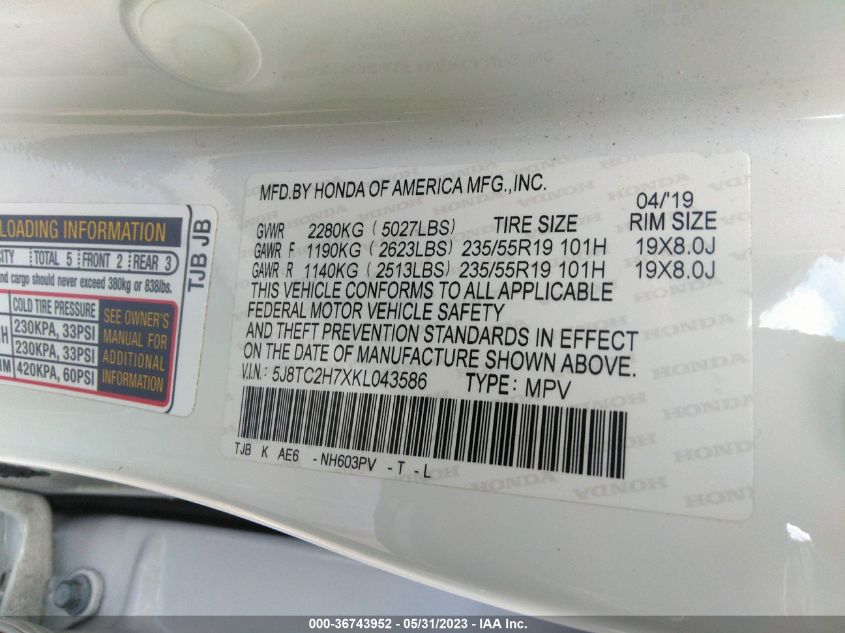 LOADING INFORMATION
CITY TOTAL 5 FRONT 2 REAR 3
and cargo should never exceed 380kg or 838lbs.
COLD TIRE PRESSURE
230KPA, 33PSI
230KPA, 33PSI
420KPA, 60PSI
SEE OWNER'S
MANUAL FOR
ADDITIONAL
INFORMATION
TJB JB
MFD.BY HONDA OF AMERICA MFG.,INC. 04/'19
GVWR 2280KG (5027LBS) TIRE SIZE RIM SIZE
GAWR F 1190KG (2623LBS) 235/55R19 101H 19X8.0J
GAWR R 1140KG (2513LBS) 235/55R19 101H 19X8.0J
THIS VEHICLE CONFORMS TO ALL APPLICABLE
FEDERAL MOTOR VEHICLE SAFETY
AND THEFT PREVENTION STANDARDS IN EFFECT
ON THE DATE OF MANUFACTURE SHOWN ABOVE.
V.I.N.: 5J8TC2H7XKL043586 TYPE: MPV
TJB K AE6 -NH603PV -T -L
HONDA HONDA HONDA
000-36743952 - 05/31/2023 - IAA Inc.